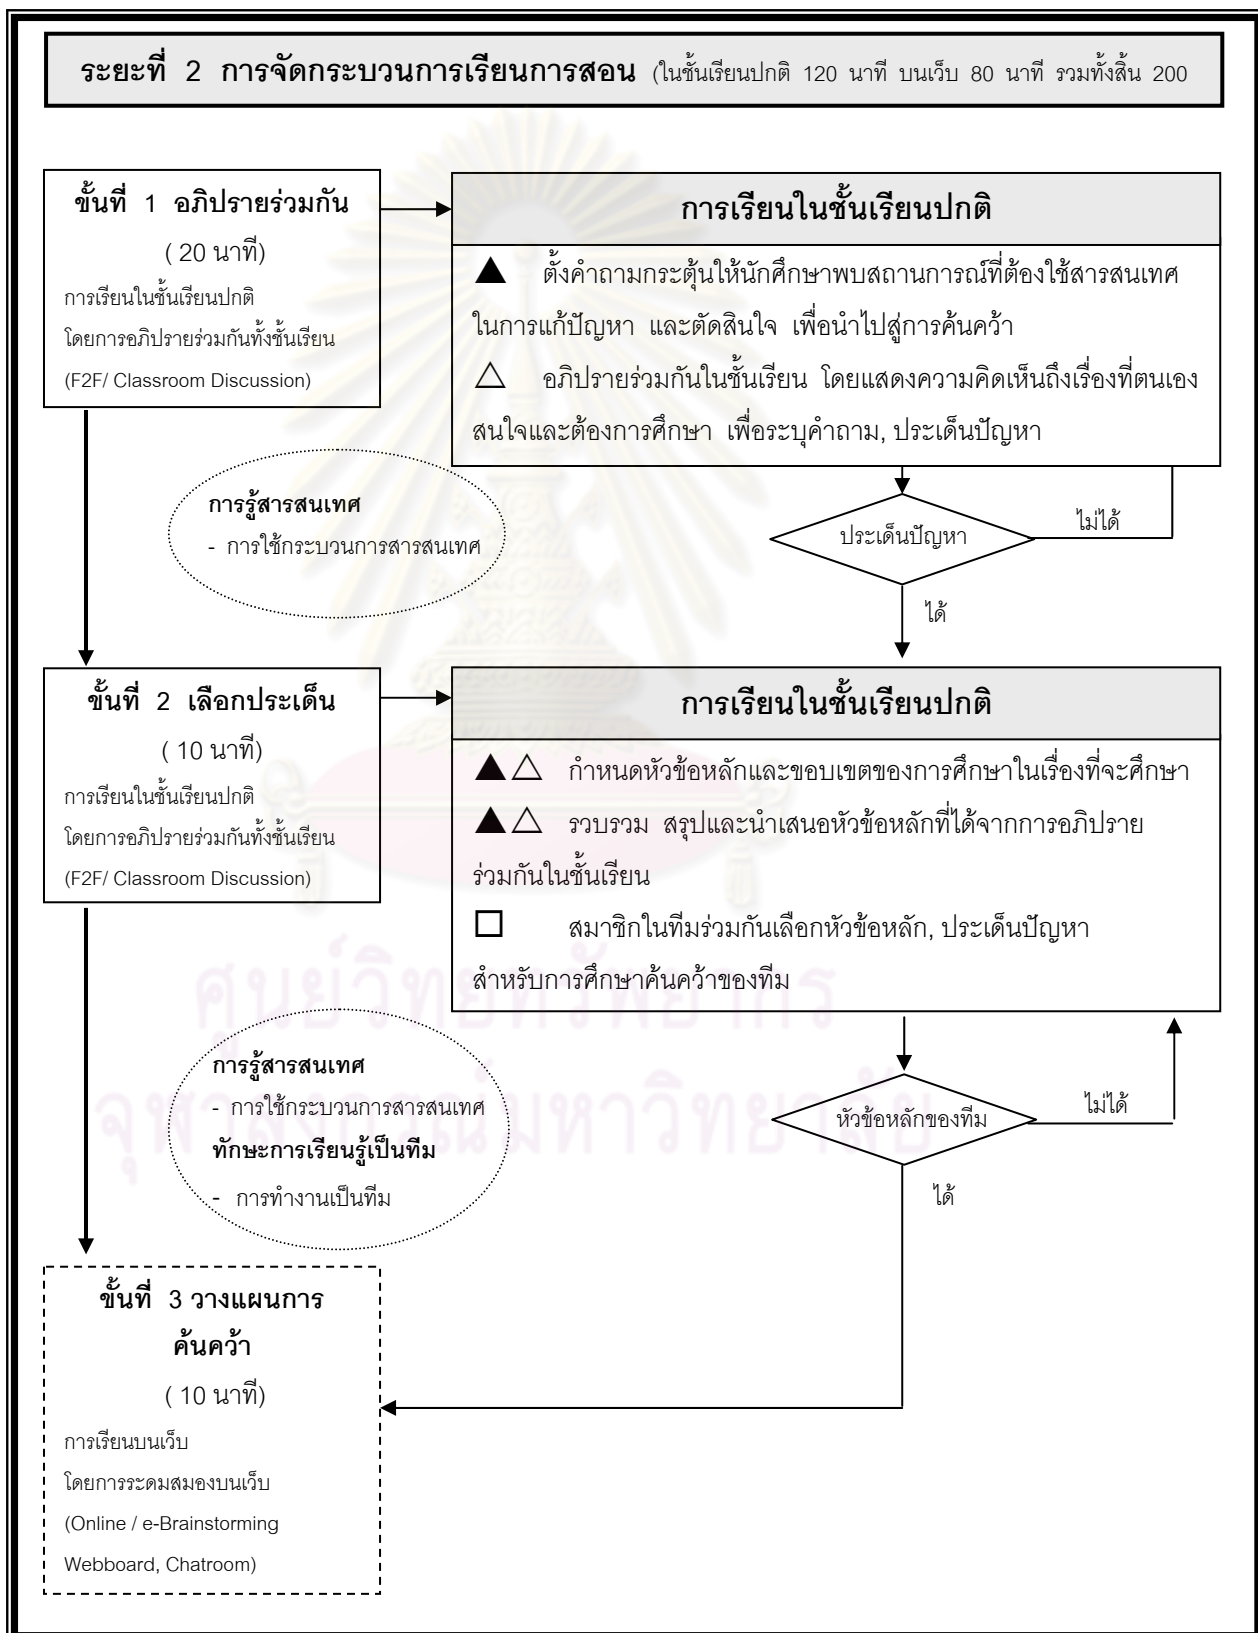 ระยะที่ 2 การจัดกระบวนการเรียนการสอน (ในชั้นเรียนปกติ 120 นาที บนเว็บ 80 นาที รวมทั้งสิ้น 200
ขั้นที่ 1 อภิปรายร่วมกัน
( 20 นาที)
การเรียนในชั้นเรียนปกติ
โดยการอภิปรายร่วมกันทั้งชั้นเรียน
(F2F/ Classroom Discussion)
การเรียนในชั้นเรียนปกติ
▲ ตั้งคำถามกระตุ้นให้นักศึกษาพบสถานการณ์ที่ต้องใช้สารสนเทศ
ในการแก้ปัญหา และตัดสินใจ เพื่อนำไปสู่การค้นคว้า
△ อภิปรายร่วมกันในชั้นเรียน โดยแสดงความคิดเห็นถึงเรื่องที่ตนเอง
สนใจและต้องการศึกษา เพื่อระบุคำถาม, ประเด็นปัญหา
การรู้สารสนเทศ
- การใช้กระบวนการสารสนเทศ
ประเด็นปัญหา
ไม่ได้
ได้
ขั้นที่ 2 เลือกประเด็น
( 10 นาที)
การเรียนในชั้นเรียนปกติ
โดยการอภิปรายร่วมกันทั้งชั้นเรียน
(F2F/ Classroom Discussion)
การเรียนในชั้นเรียนปกติ
▲△ กำหนดหัวข้อหลักและขอบเขตของการศึกษาในเรื่องที่จะศึกษา
▲△ รวบรวม สรุปและนำเสนอหัวข้อหลักที่ได้จากการอภิปราย
ร่วมกันในชั้นเรียน
□ สมาชิกในทีมร่วมกันเลือกหัวข้อหลัก, ประเด็นปัญหา
สำหรับการศึกษาค้นคว้าของทีม
ศูนย์วิทยทรัพยากร
จุฬาลงกรณ์มหาวิทยาลัย
การรู้สารสนเทศ
- การใช้กระบวนการสารสนเทศ
ทักษะการเรียนรู้เป็นทีม
- การทำงานเป็นทีม
หัวข้อหลักของทีม
ไม่ได้
ได้
ขั้นที่ 3 วางแผนการ
ค้นคว้า
( 10 นาที)
การเรียนบนเว็บ
โดยการระดมสมองบนเว็บ
(Online / e-Brainstorming
Webboard, Chatroom)